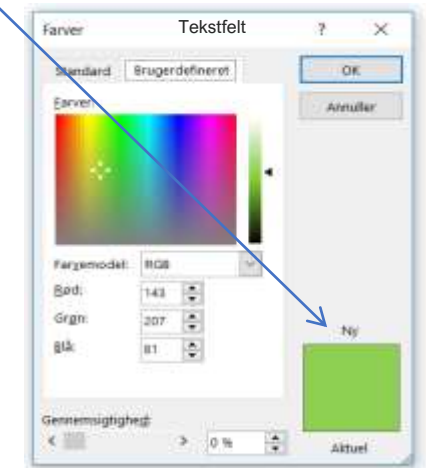 Farver Tekstfelt ? ×
Standard Brugerdefineret OK
Farver Annuller
Farvemodel: RGB
Rød: 143
Grøn: 207
Blå: 81
Ny
Gennemsigtighed:
< > 0 % Aktuel